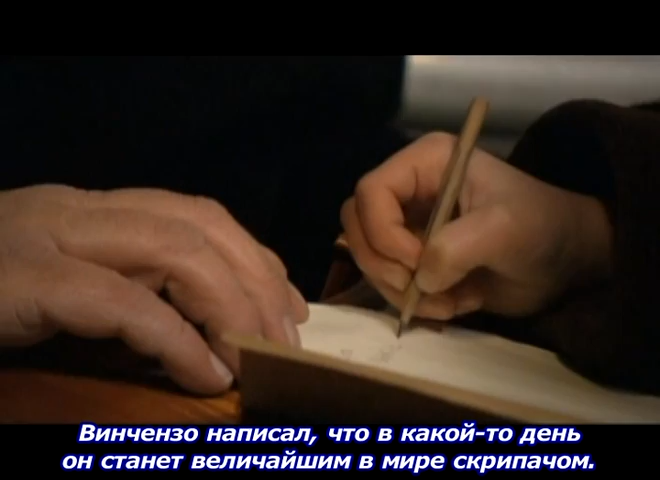 Винчензо написал, что в какой-то день
он станет величайшим в мире скрипачом.